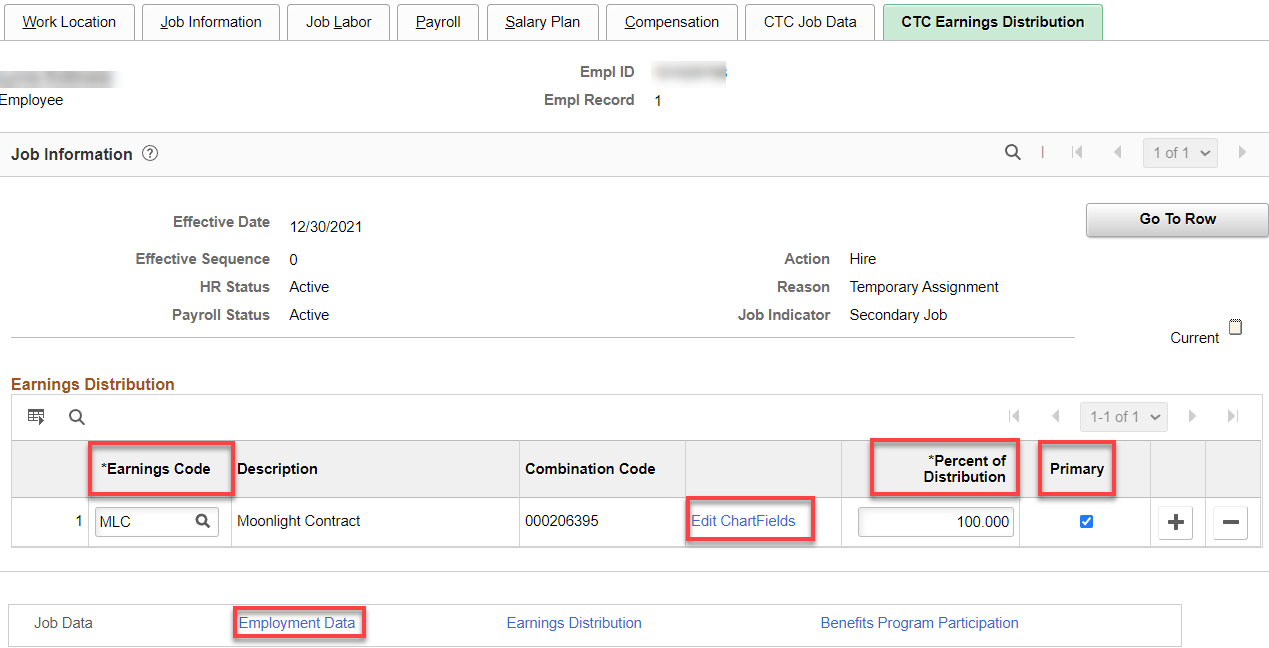 Work Location Job Information Job Labor Payroll Salary Plan Compensation CTC Job Data CTC Earnings Distribution
Empl ID
Employee Empl Record 1
Job Information ? 1 of 1
Effective Date 12/30/2021 Go To Row
Effective Sequence 0 Action Hire
HR Status Active Reason Temporary Assignment
Payroll Status Active Job Indicator Secondary Job
Current
Earnings Distribution
1-1 of 1
*Earnings Code Description Combination Code *Percent of Distribution Primary
1 MLC Moonlight Contract 000206395 Edit ChartFields 100.000
Job Data Employment Data Earnings Distribution Benefits Program Participation